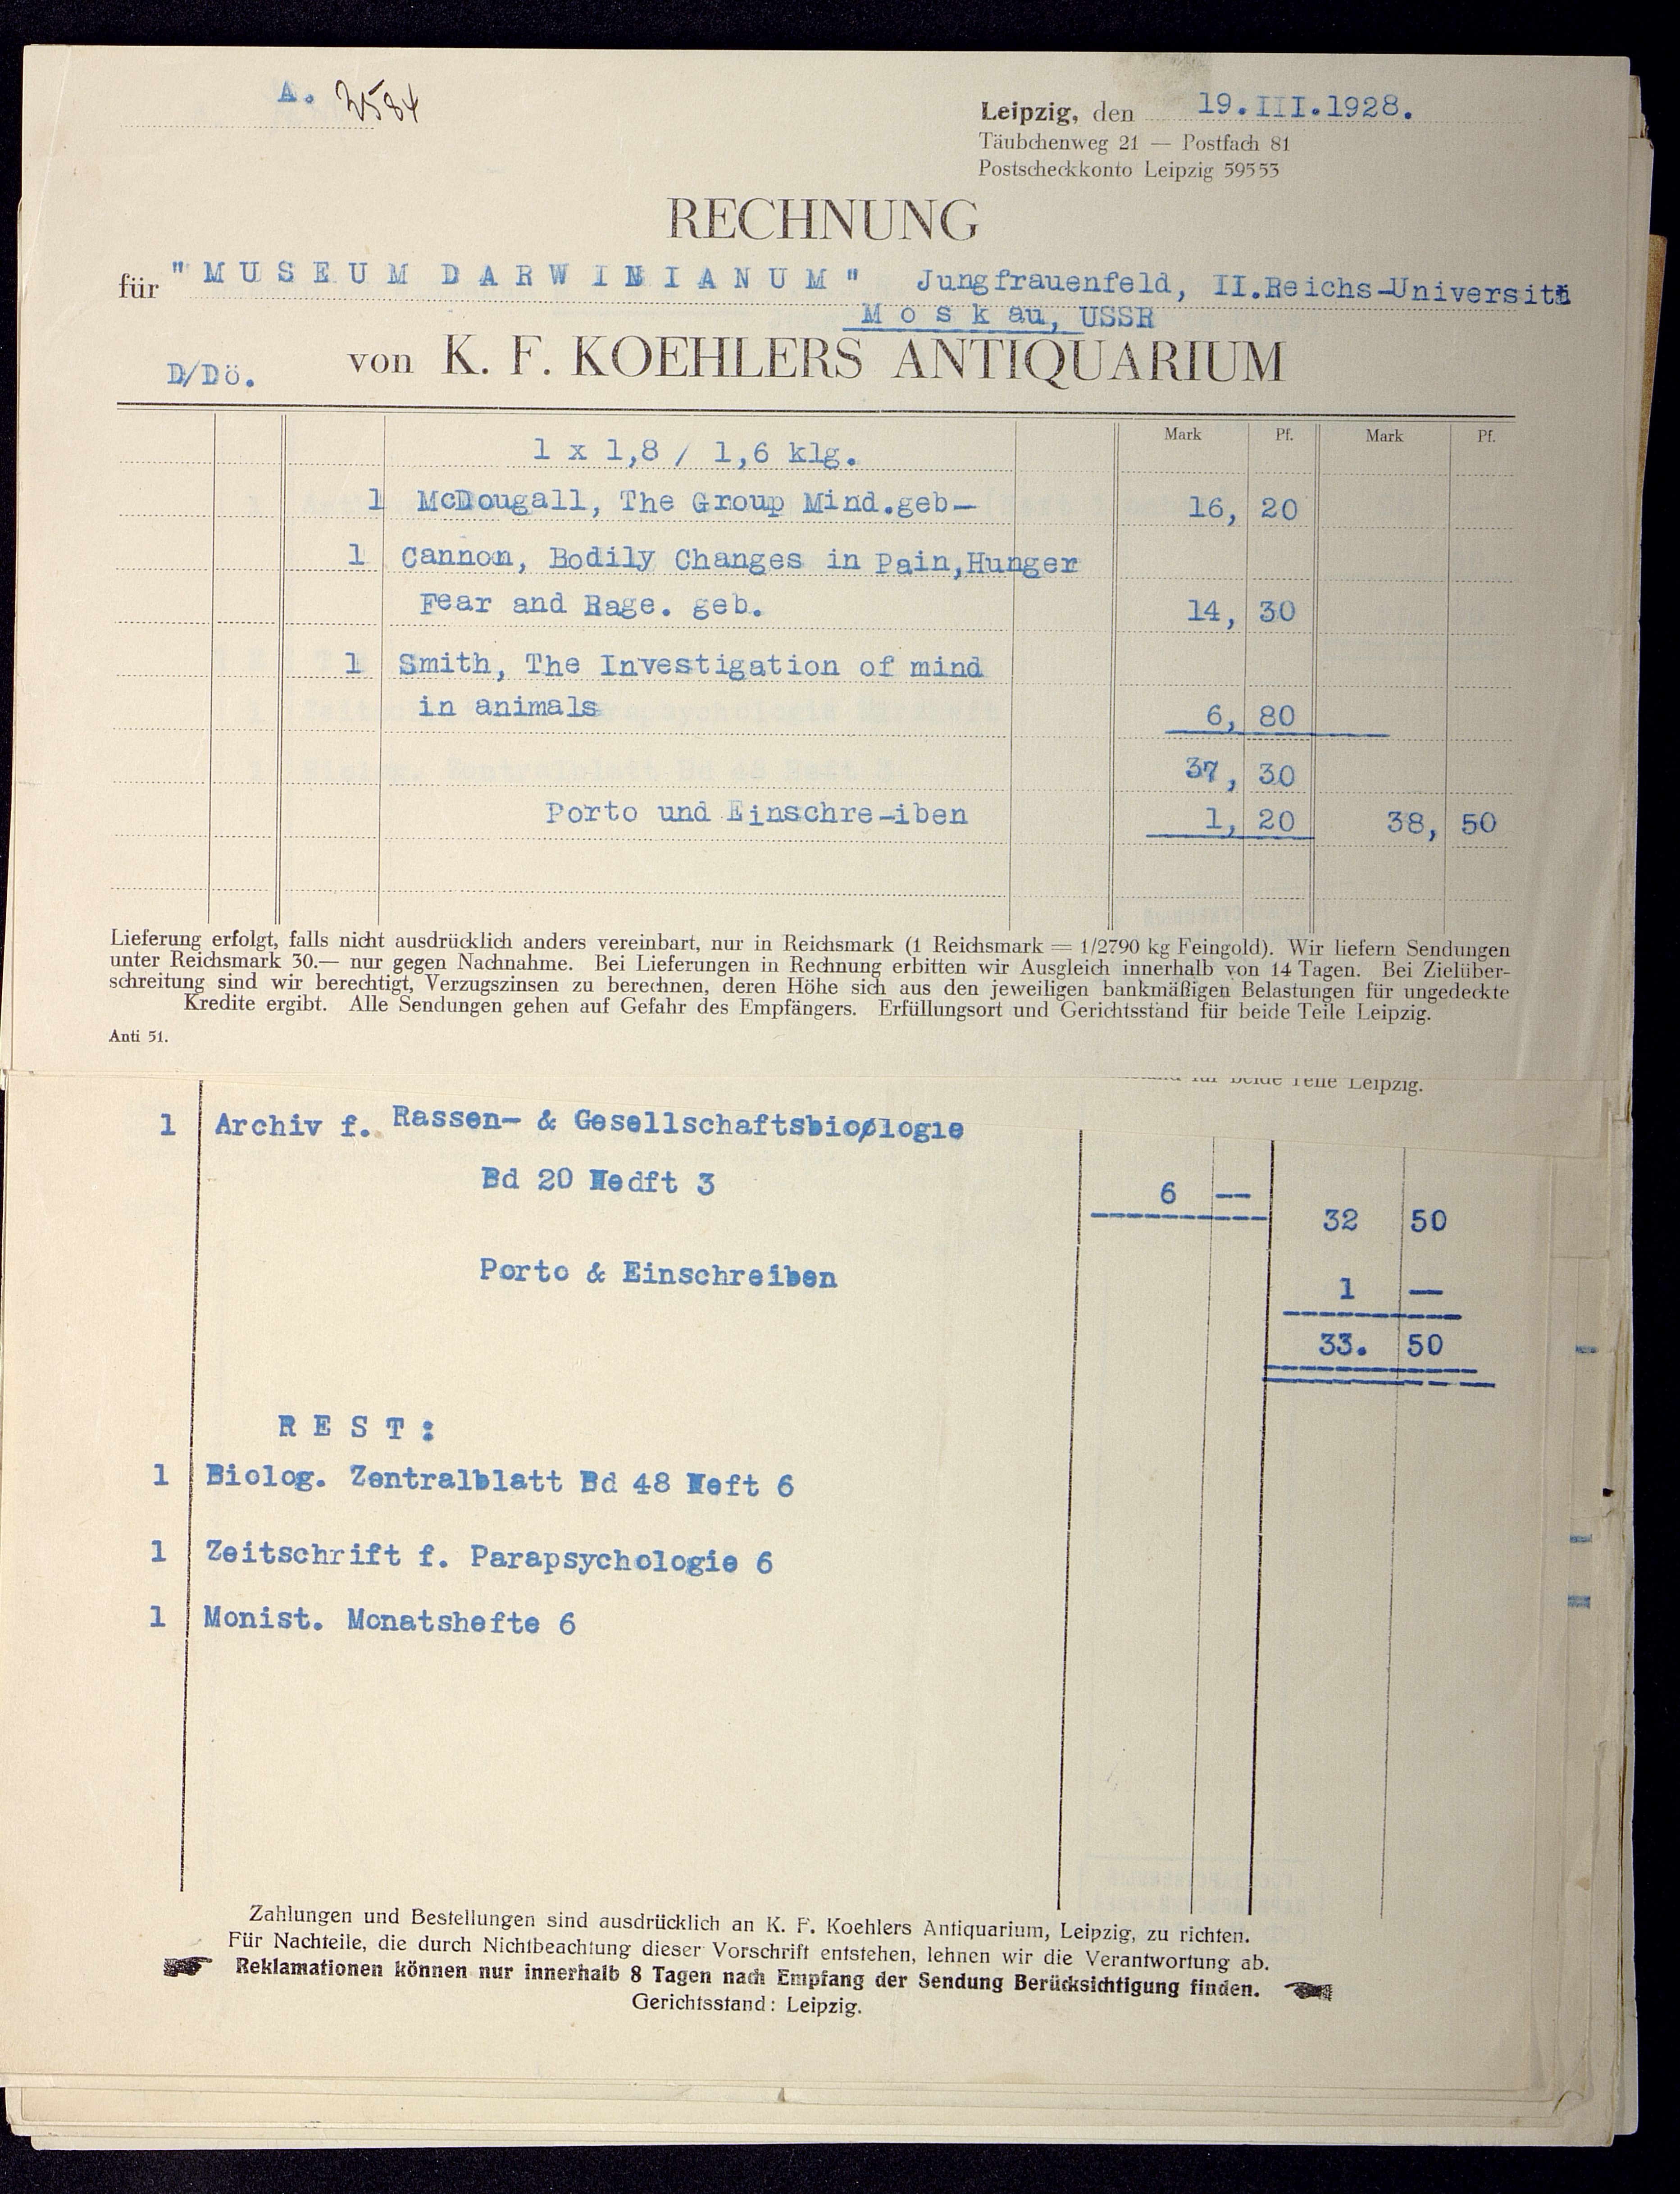 A. 2584
Leipzig, den 19.III.1928.
Täubchenweg 21 — Postfach 81
Postscheckkonto Leipzig 59553
RECHNUNG
für "MUSEUM DARWINIANUM" Jungfrauenfeld, II.Reichs-Universitä
Moskau, USSR
D/Dö. von K. F. KOEHLERS ANTIQUARIUM
Mark Pf. Mark Pf.
1 x 1,8 / 1,6 klg.
1 McDougall, The Group Mind.geb— 16, 20
1 Cannon, Bodily Changes in Pain,Hunger
Fear and Rage. geb. 14, 30
1 Smith, The Investigation of mind
in animals 6, 80
37, 30
Porto und Einschre-iben 1, 20 38, 50
Lieferung erfolgt, falls nicht ausdrücklich anders vereinbart, nur in Reichsmark (1 Reichsmark = 1/2790 kg Feingold). Wir liefern Sendungen
unter Reichsmark 30.— nur gegen Nachnahme. Bei Lieferungen in Rechnung erbitten wir Ausgleich innerhalb von 14 Tagen. Bei Zielüber-
schreitung sind wir berechtigt, Verzugszinsen zu berechnen, deren Höhe sich aus den jeweiligen bankmäßigen Belastungen für ungedeckte
Kredite ergibt. Alle Sendungen gehen auf Gefahr des Empfängers. Erfüllungsort und Gerichtsstand für beide Teile Leipzig.
Anti 51.
für beide Teile Leipzig.
1 Archiv f. Rassen- & Gesellschaftsbioølogie
Bd 20 Hedft 3 6 —
32 50
Porto & Einschreiben 1 —
33. 50
REST:
1 Biolog. Zentralblatt Bd 48 Heft 6
1 Zeitschrift f. Parapsychologie 6
1 Monist. Monatshefte 6
Zahlungen und Bestellungen sind ausdrücklich an K. F. Koehlers Antiquarium, Leipzig, zu richten.
Für Nachteile, die durch Nichtbeachtung dieser Vorschrift entstehen, lehnen wir die Verantwortung ab.
Reklamationen können nur innerhalb 8 Tagen nach Empfang der Sendung Berücksichtigung finden.
Gerichtsstand: Leipzig.